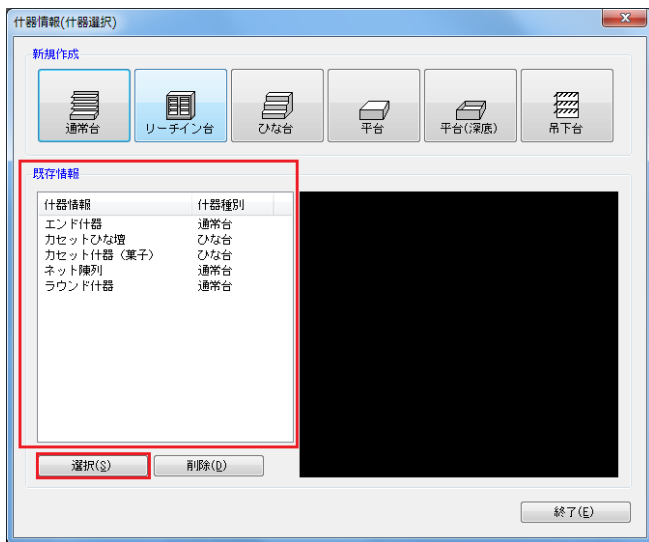 什器情報(什器選択)
新規作成
通常台 リーチイン台 ひな台 平台 平台(深底) 吊下台
既存情報
什器情報 什器種別
エンド什器 通常台
カセットひな壇 ひな台
カセット什器（菓子） ひな台
ネット陳列 通常台
ラウンド什器 通常台
選択(S) 削除(D)
終了(E)